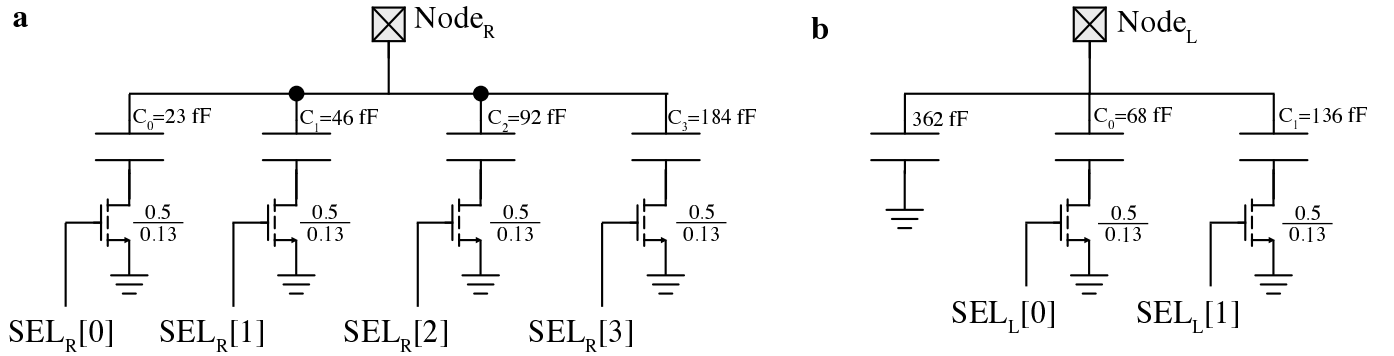 a
Node_R
b
Node_L
C_0=23 fF
C_1=46 fF
C_2=92 fF
C_3=184 fF
362 fF
C_0=68 fF
C_1=136 fF
0.5
0.13
0.5
0.13
0.5
0.13
0.5
0.13
0.5
0.13
0.5
0.13
SEL_R[0]
SEL_R[1]
SEL_R[2]
SEL_R[3]
SEL_L[0]
SEL_L[1]